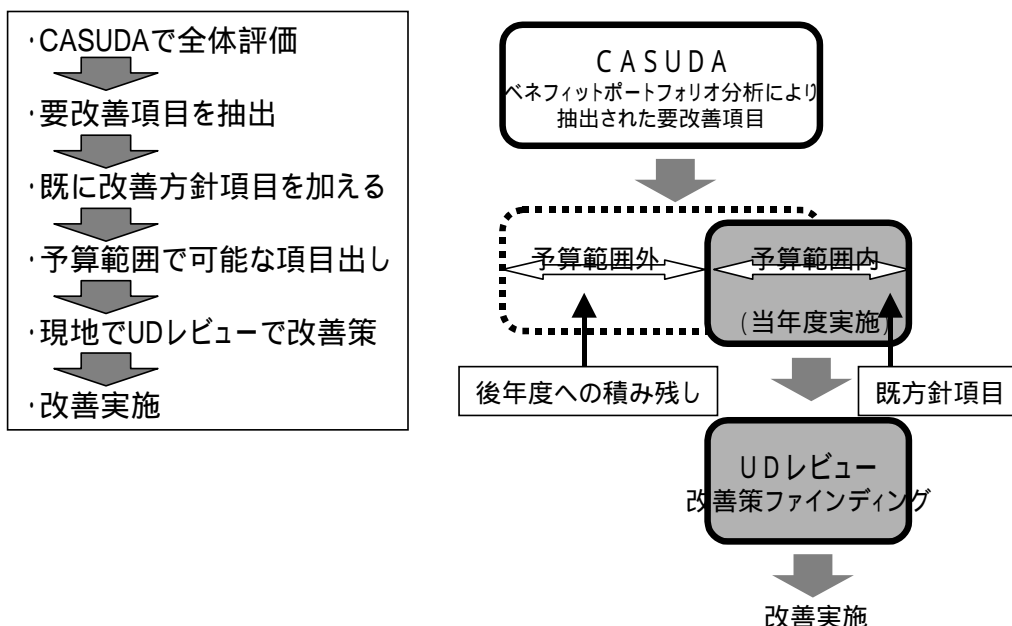 ·CASUDAで全体評価
·要改善項目を抽出
·既に改善方針項目を加える
·予算範囲で可能な項目出し
·現地でUDレビューで改善策
·改善実施
CASUDA
ベネフィットポートフォリオ分析により
抽出された要改善項目
予算範囲外
予算範囲内
(当年度実施)
後年度への積み残し
既方針項目
UDレビュー
改善策ファインディング
改善実施